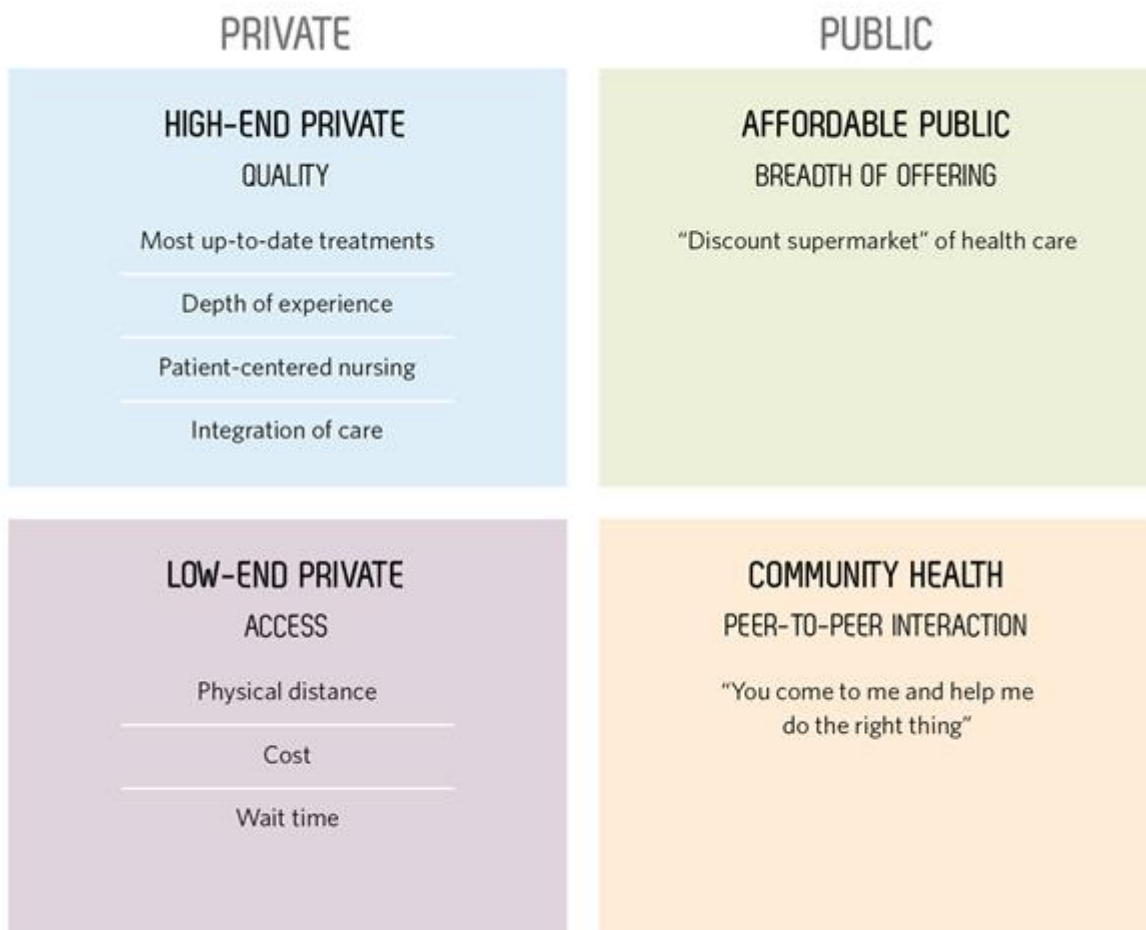 PRIVATE
HIGH-END PRIVATE
QUALITY
Most up-to-date treatments
Depth of experience
Patient-centered nursing
Integration of care
LOW-END PRIVATE
ACCESS
Physical distance
Cost
Wait time
PUBLIC
AFFORDABLE PUBLIC
BREADTH OF OFFERING
“Discount supermarket” of health care
COMMUNITY HEALTH
PEER-TO-PEER INTERACTION
“You come to me and help me
do the right thing”